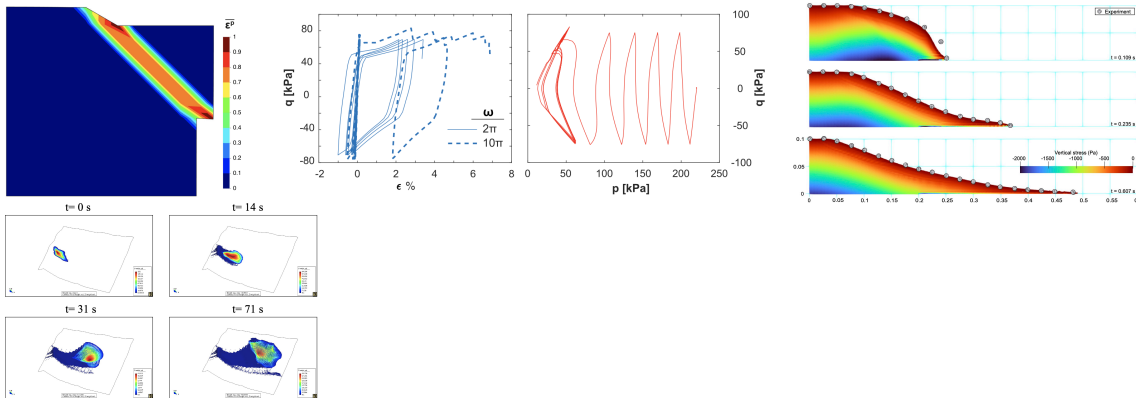 ε̄ᵖ
1
0.9
0.8
0.7
0.6
0.5
0.4
0.3
0.2
0.1
0
q [kPa]
80
40
0
-40
-80
-2 0 2 4 6 8
ϵ %
ω
2π
10π
0 50 100 150 200 250
p [kPa]
100
50
0
-50
-100
q [kPa]
Experiment
t = 0.109 s
t = 0.235 s
0.1
0.05
0
Vertical stress (Pa)
-2000 -1000 0
t = 0.607 s
0 0.05 0.1 0.15 0.2 0.25 0.3 0.35 0.4 0.45 0.5 0.55 0.6
t= 0 s
t= 14 s
t= 31 s
t= 71 s